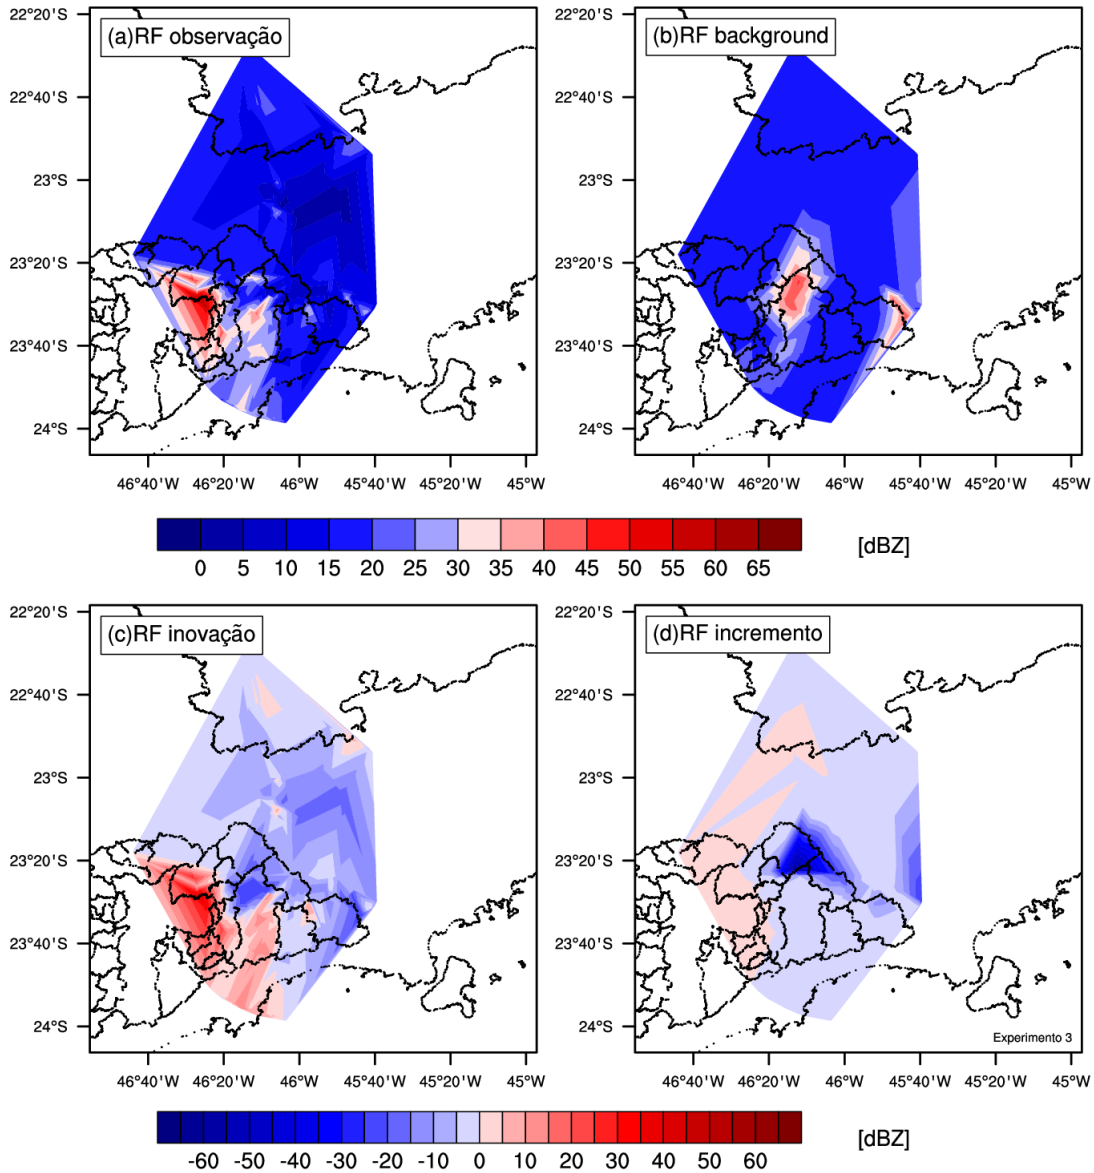 (a)RF observação
(b)RF background
22°20'S
22°40'S
23°S
23°20'S
23°40'S
24°S
22°20'S
22°40'S
23°S
23°20'S
23°40'S
24°S
46°40'W 46°20'W 46°W 45°40'W 45°20'W 45°W
46°40'W 46°20'W 46°W 45°40'W 45°20'W 45°W
0 5 10 15 20 25 30 35 40 45 50 55 60 65
[dBZ]
(c)RF inovação
(d)RF incremento
22°20'S
22°40'S
23°S
23°20'S
23°40'S
24°S
22°20'S
22°40'S
23°S
23°20'S
23°40'S
24°S
Experimento 3
46°40'W 46°20'W 46°W 45°40'W 45°20'W 45°W
46°40'W 46°20'W 46°W 45°40'W 45°20'W 45°W
-60 -50 -40 -30 -20 -10 0 10 20 30 40 50 60
[dBZ]